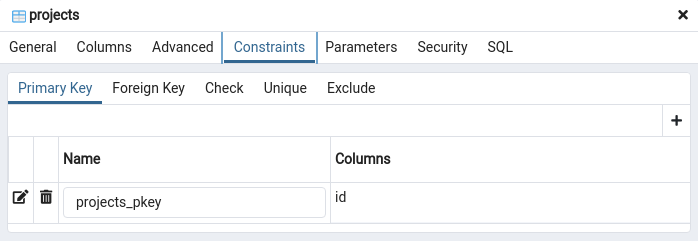 projects
General Columns Advanced Constraints Parameters Security SQL
Primary Key Foreign Key Check Unique Exclude
Name Columns
projects_pkey id